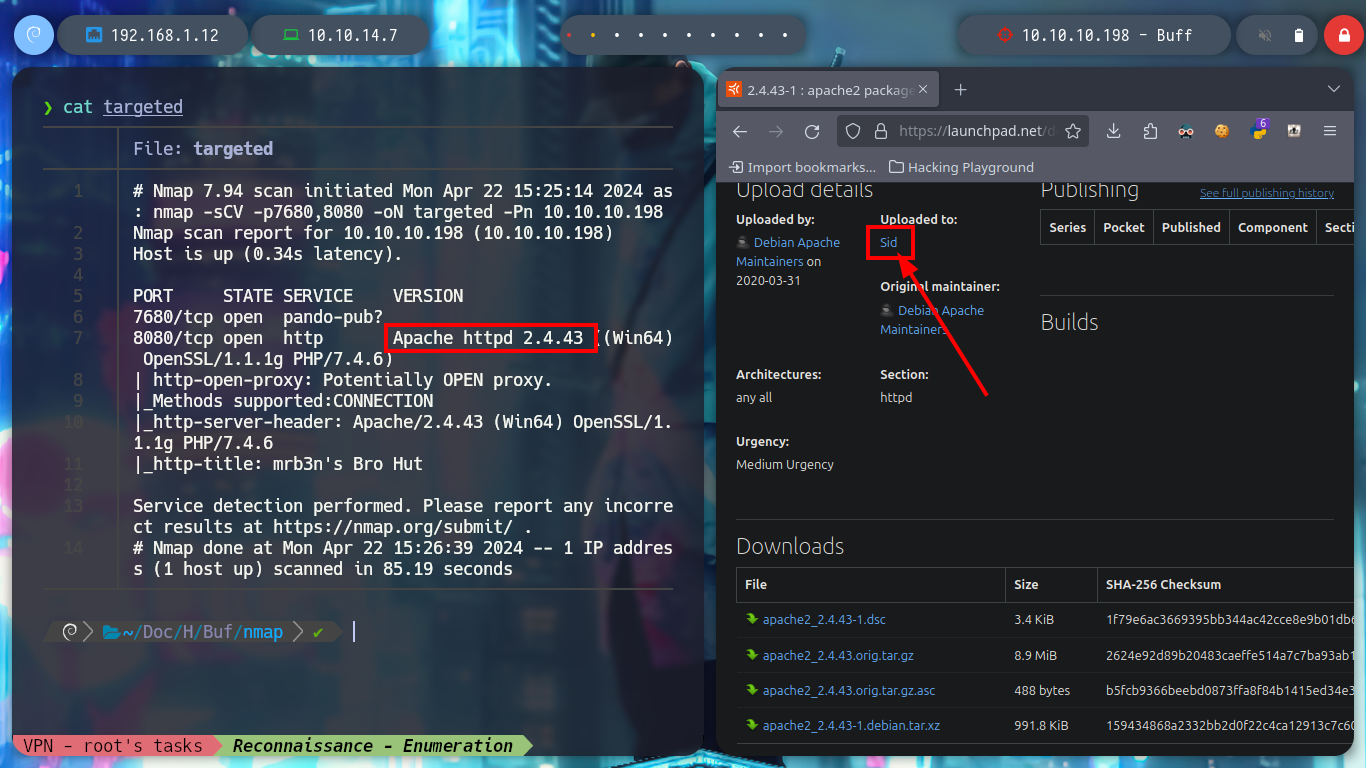 192.168.1.12
10.10.14.7
10.10.10.198 - Buff
❯ cat targeted
File: targeted
1 # Nmap 7.94 scan initiated Mon Apr 22 15:25:14 2024 as
: nmap -sCV -p7680,8080 -oN targeted -Pn 10.10.10.198
2 Nmap scan report for 10.10.10.198 (10.10.10.198)
3 Host is up (0.34s latency).
4
5 PORT STATE SERVICE VERSION
6 7680/tcp open pando-pub?
7 8080/tcp open http Apache httpd 2.4.43 ((Win64)
OpenSSL/1.1.1g PHP/7.4.6)
8 | http-open-proxy: Potentially OPEN proxy.
9 |_Methods supported:CONNECTION
10 |_http-server-header: Apache/2.4.43 (Win64) OpenSSL/1.
1.1g PHP/7.4.6
11 |_http-title: mrb3n's Bro Hut
12
13 Service detection performed. Please report any incorre
ct results at https://nmap.org/submit/ .
14 # Nmap done at Mon Apr 22 15:26:39 2024 -- 1 IP addres
s (1 host up) scanned in 85.19 seconds
~/Doc/H/Buf/nmap ✔
VPN - root's tasks Reconnaissance - Enumeration
2.4.43-1 : apache2 package
https://launchpad.net/d
6
Import bookmarks... Hacking Playground
Upload details
Uploaded by:
Debian Apache
Maintainers on
2020-03-31
Uploaded to:
Sid
Original maintainer:
Debian Apache
Maintainers
Architectures:
any all
Section:
httpd
Urgency:
Medium Urgency
Publishing
See full publishing history
Series Pocket Published Component Secti
Builds
Downloads
File Size SHA-256 Checksum
apache2_2.4.43-1.dsc 3.4 KiB 1f79e6ac3669395bb344ac42cce8e9b01db6
apache2_2.4.43.orig.tar.gz 8.9 MiB 2624e92d89b20483caeffe514a7c7ba93ab1
apache2_2.4.43.orig.tar.gz.asc 488 bytes b5fcb9366beebd0873ffa8f84b1415ed34e3
apache2_2.4.43-1.debian.tar.xz 991.8 KiB 159434868a2332bb2d0f22c4ca12913c7c60